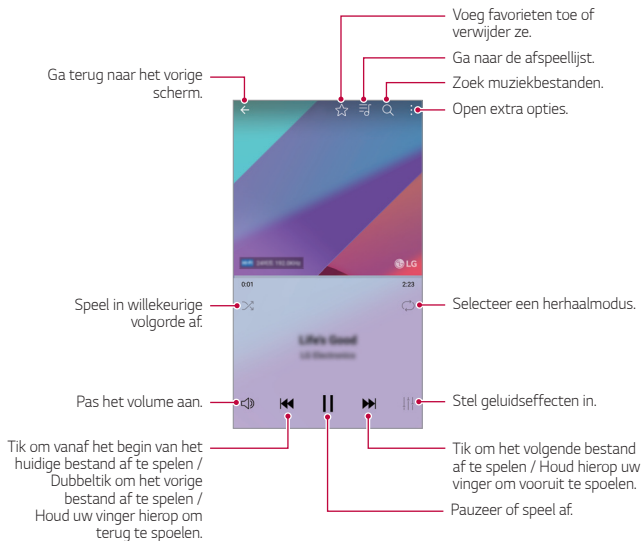 Voeg favorieten toe of
verwijder ze.
Ga naar de afspeellijst.
Zoek muziekbestanden.
Open extra opties.
Ga terug naar het vorige
scherm.
LG
0:01
2:23
Speel in willekeurige
volgorde af.
Selecteer een herhaalmodus.
Life's Good
LG Electronics
Pas het volume aan.
Stel geluidseffecten in.
Tik om vanaf het begin van het
huidige bestand af te spelen /
Dubbeltik om het vorige
bestand af te spelen /
Houd uw vinger hierop om
terug te spoelen.
Tik om het volgende bestand
af te spelen / Houd hierop uw
vinger om vooruit te spoelen.
Pauzeer of speel af.